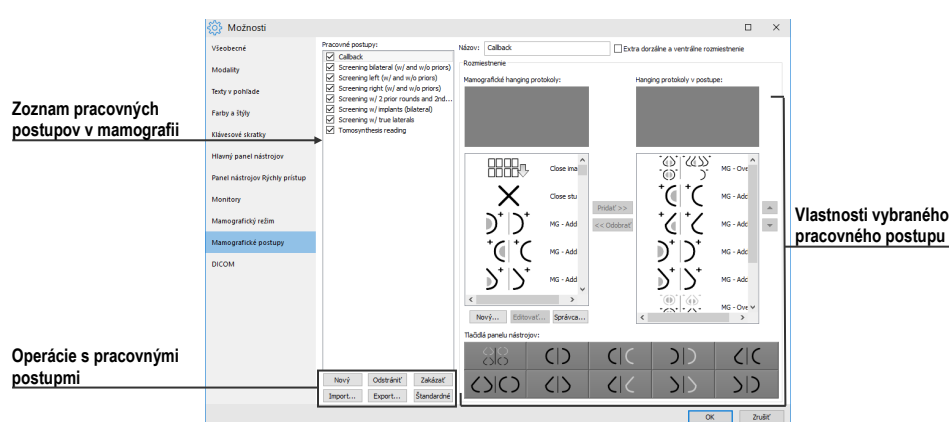 Možnosti
Všeobecné
Modality
Texty v pohľade
Farby a štýly
Klávesové skratky
Hlavný panel nástrojov
Panel nástrojov Rýchly prístup
Monitory
Mamografický režim
Mamografické postupy
DICOM
Pracovné postupy:
Callback
Screening bilateral (w/ and w/o priors)
Screening left (w/ and w/o priors)
Screening right (w/ and w/o priors)
Screening w/ 2 prior rounds and 2nd...
Screening w/ implants (bilateral)
Screening w/ true laterals
Tomosynthesis reading
Nový
Odstrániť
Zakázať
Import...
Export...
Štandardné
Názov:
Callback
Extra dorzálne a ventrálne rozmiestnenie
Rozmiestnenie
Mamografické hanging protokoly:
Close ima
Close stu
MG - Add
MG - Add
MG - Add
Nový...
Editovať...
Správca...
Pridať >>
<< Odobrať
Hanging protokoly v postupe:
MG - Ove
MG - Adc
MG - Adc
MG - Adc
MG - Ove
Tlačidlá panelu nástrojov:
OK
Zrušiť
Zoznam pracovných
postupov v mamografii
Operácie s pracovnými
postupmi
Vlastnosti vybraného
pracovného postupu